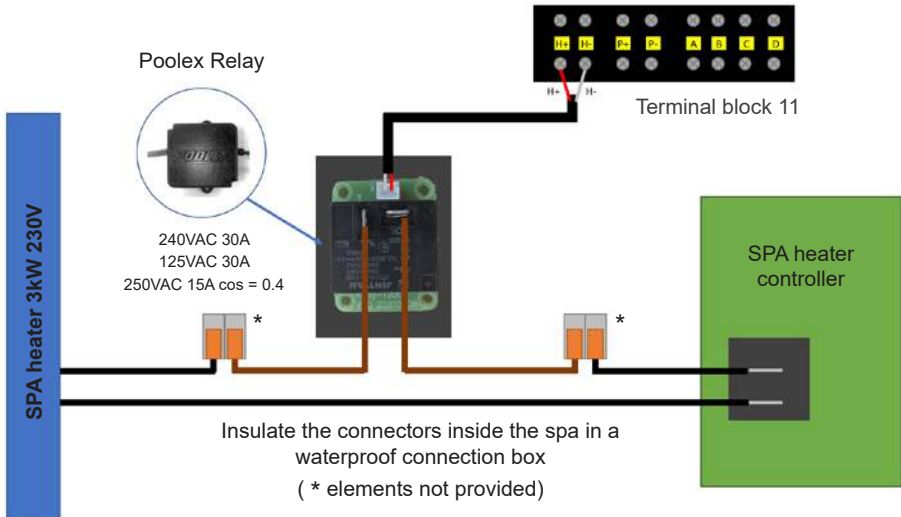 H+ H- P+ P- A B C D
H+ H-
Terminal block 11
Poolex Relay
POOLEX
240VAC 30A
125VAC 30A
250VAC 15A cos = 0.4
SPA heater 3kW 230V
SPA heater
controller
*
*
Insulate the connectors inside the spa in a
waterproof connection box
( * elements not provided)